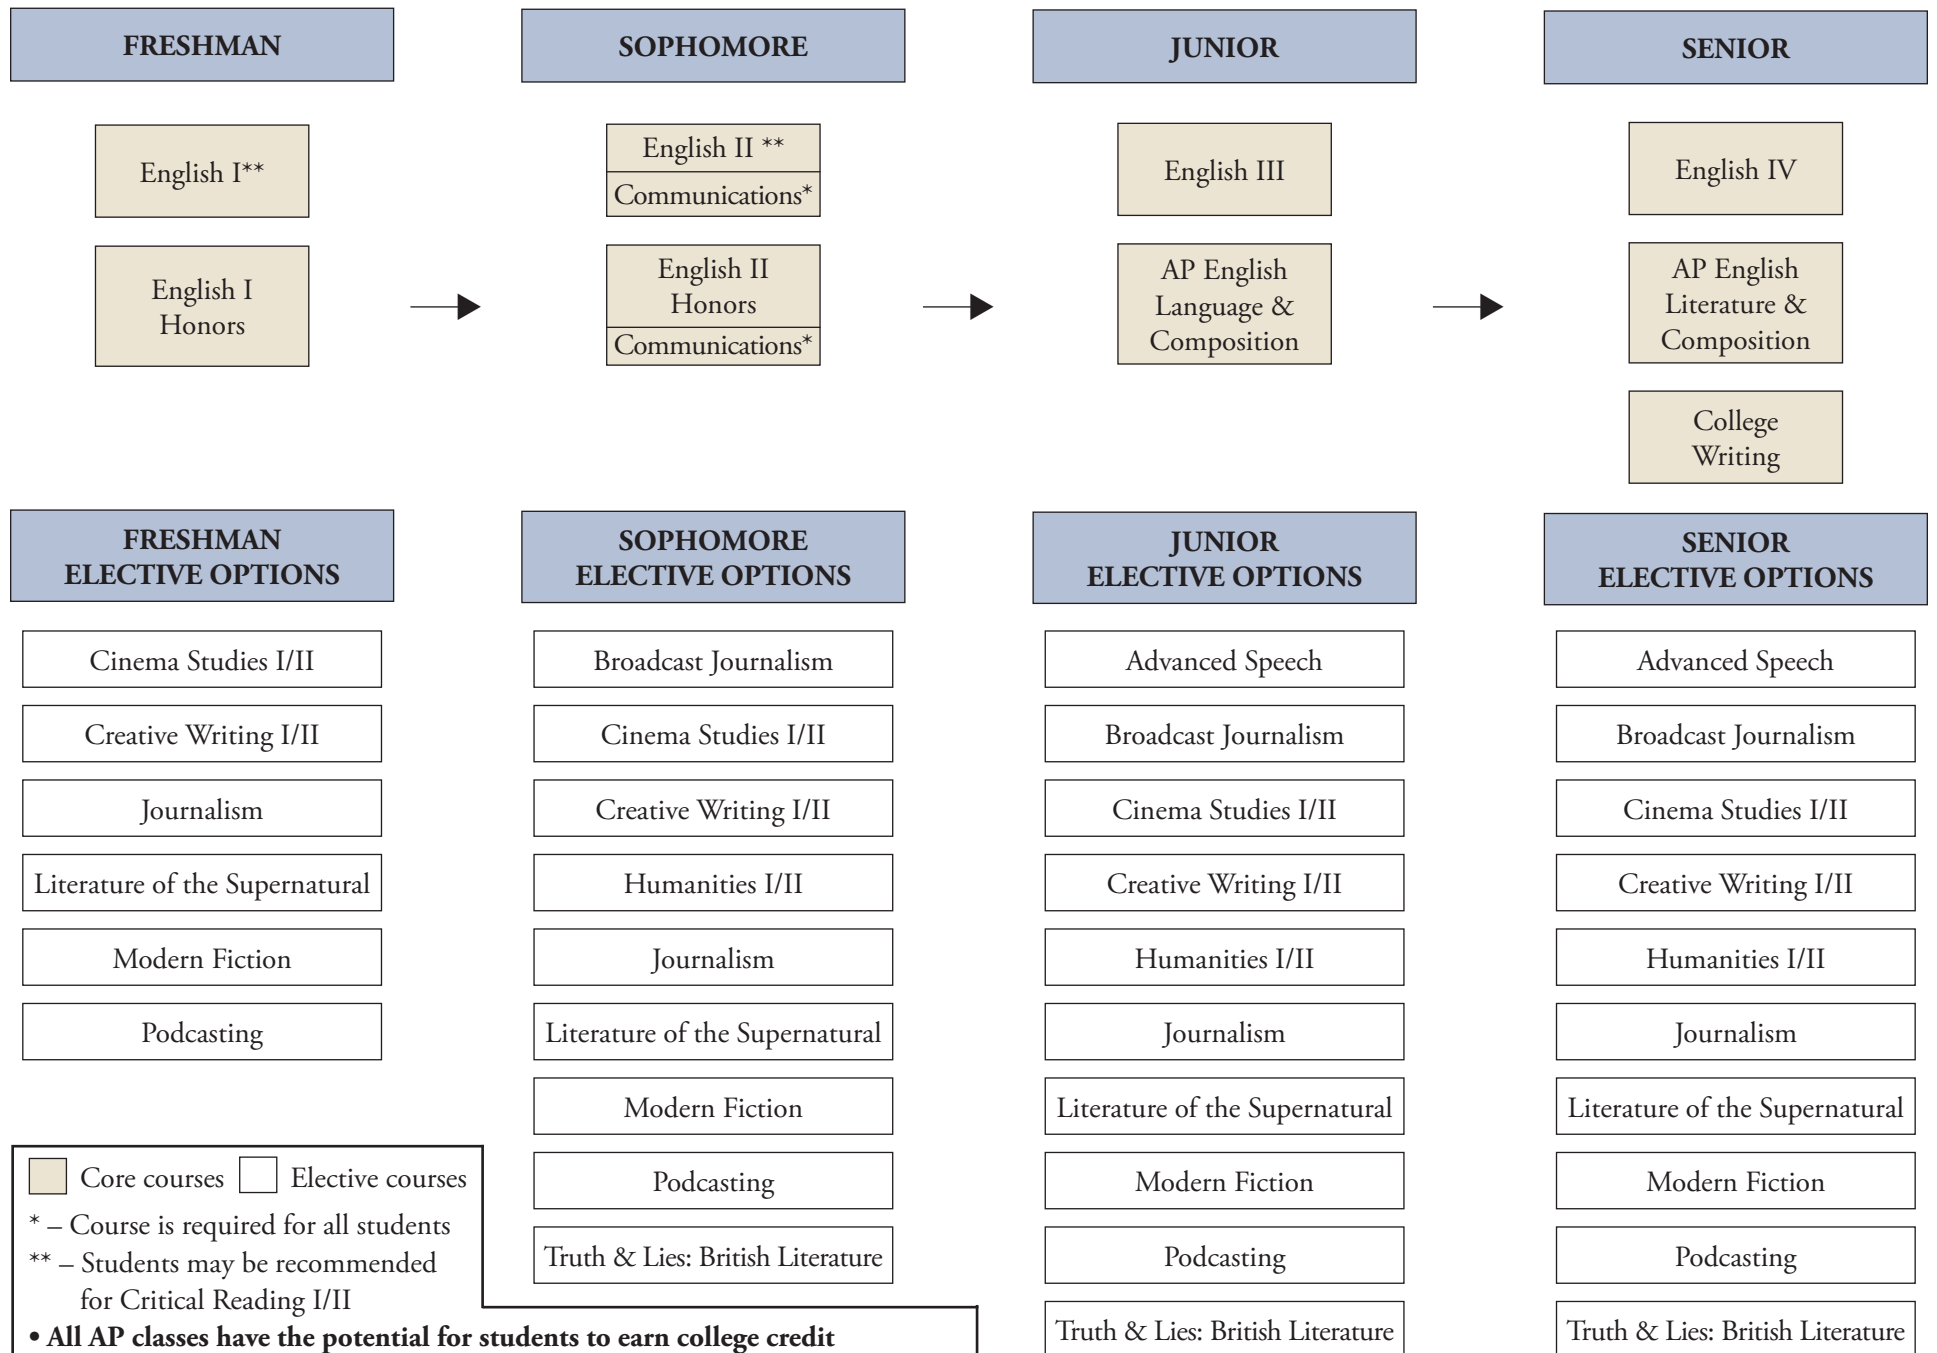 FRESHMAN
English I**
English I
Honors
SOPHOMORE
English II **
Communications*
English II
Honors
Communications*
JUNIOR
English III
AP English
Language &
Composition
SENIOR
English IV
AP English
Literature &
Composition
College
Writing
FRESHMAN
ELECTIVE OPTIONS
Cinema Studies I/II
Creative Writing I/II
Journalism
Literature of the Supernatural
Modern Fiction
Podcasting
SOPHOMORE
ELECTIVE OPTIONS
Broadcast Journalism
Cinema Studies I/II
Creative Writing I/II
Humanities I/II
Journalism
Literature of the Supernatural
Modern Fiction
Podcasting
Truth & Lies: British Literature
JUNIOR
ELECTIVE OPTIONS
Advanced Speech
Broadcast Journalism
Cinema Studies I/II
Creative Writing I/II
Humanities I/II
Journalism
Literature of the Supernatural
Modern Fiction
Podcasting
Truth & Lies: British Literature
SENIOR
ELECTIVE OPTIONS
Advanced Speech
Broadcast Journalism
Cinema Studies I/II
Creative Writing I/II
Humanities I/II
Journalism
Literature of the Supernatural
Modern Fiction
Podcasting
Truth & Lies: British Literature
Core courses Elective courses
* – Course is required for all students
** – Students may be recommended
for Critical Reading I/II
• All AP classes have the potential for students to earn college credit